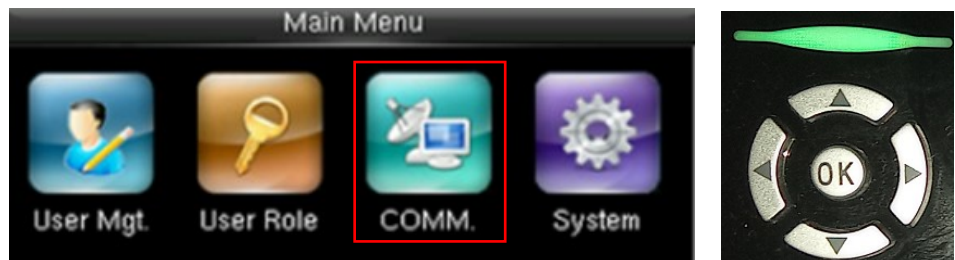 Main Menu
User Mgt.
User Role
COMM.
System
OK